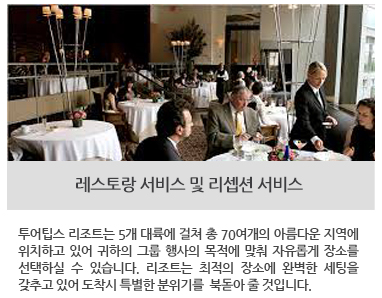 레스토랑 서비스 및 리셉션 서비스
투어팁스 리조트는 5개 대륙에 걸쳐 총 70여개의 아름다운 지역에
위치하고 있어 귀하의 그룹 행사의 목적에 맞춰 자유롭게 장소를
선택하실 수 있습니다. 리조트는 최적의 장소에 완벽한 세팅을
갖추고 있어 도착시 특별한 분위기를 북돋아 줄 것입니다.